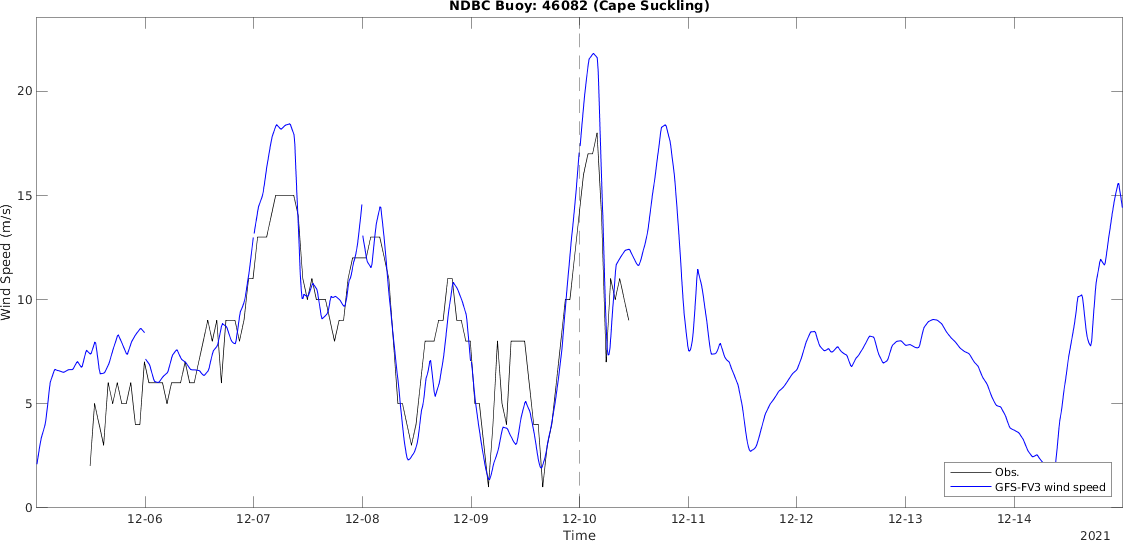 NDBC Buoy: 46082 (Cape Suckling)
Wind Speed (m/s)
20
15
10
5
0
12-06 12-07 12-08 12-09 12-10 12-11 12-12 12-13 12-14
Time
2021
Obs.
GFS-FV3 wind speed